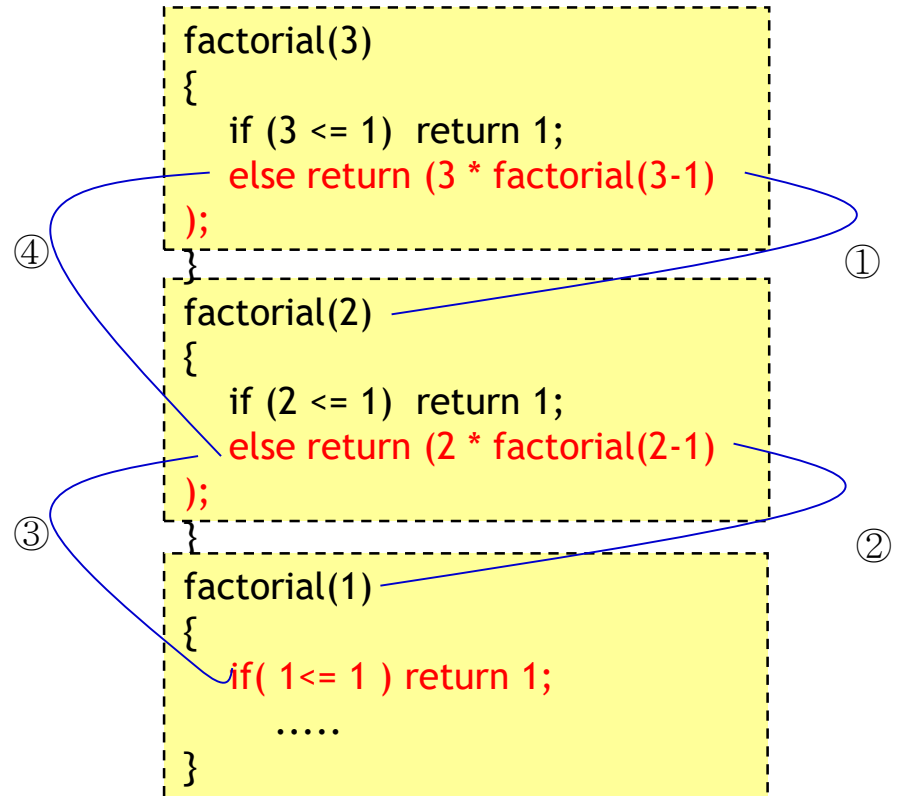 factorial(3)
{
if (3 <= 1) return 1;
else return (3 * factorial(3-1)
);
}
④
①
factorial(2)
{
if (2 <= 1) return 1;
else return (2 * factorial(2-1)
);
}
③
②
factorial(1)
{
if( 1<= 1 ) return 1;
.....
}